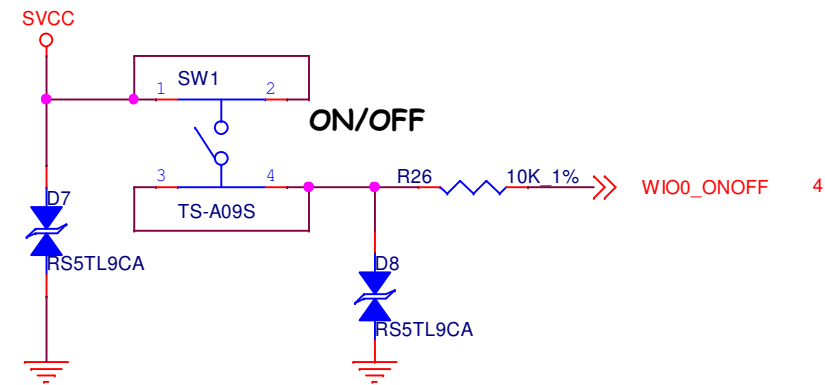 SVCC
SW1
1 2
ON/OFF
3 4
TS-A09S
R26 10K_1%
WIO0_ONOFF 4
D7
RS5TL9CA
D8
RS5TL9CA